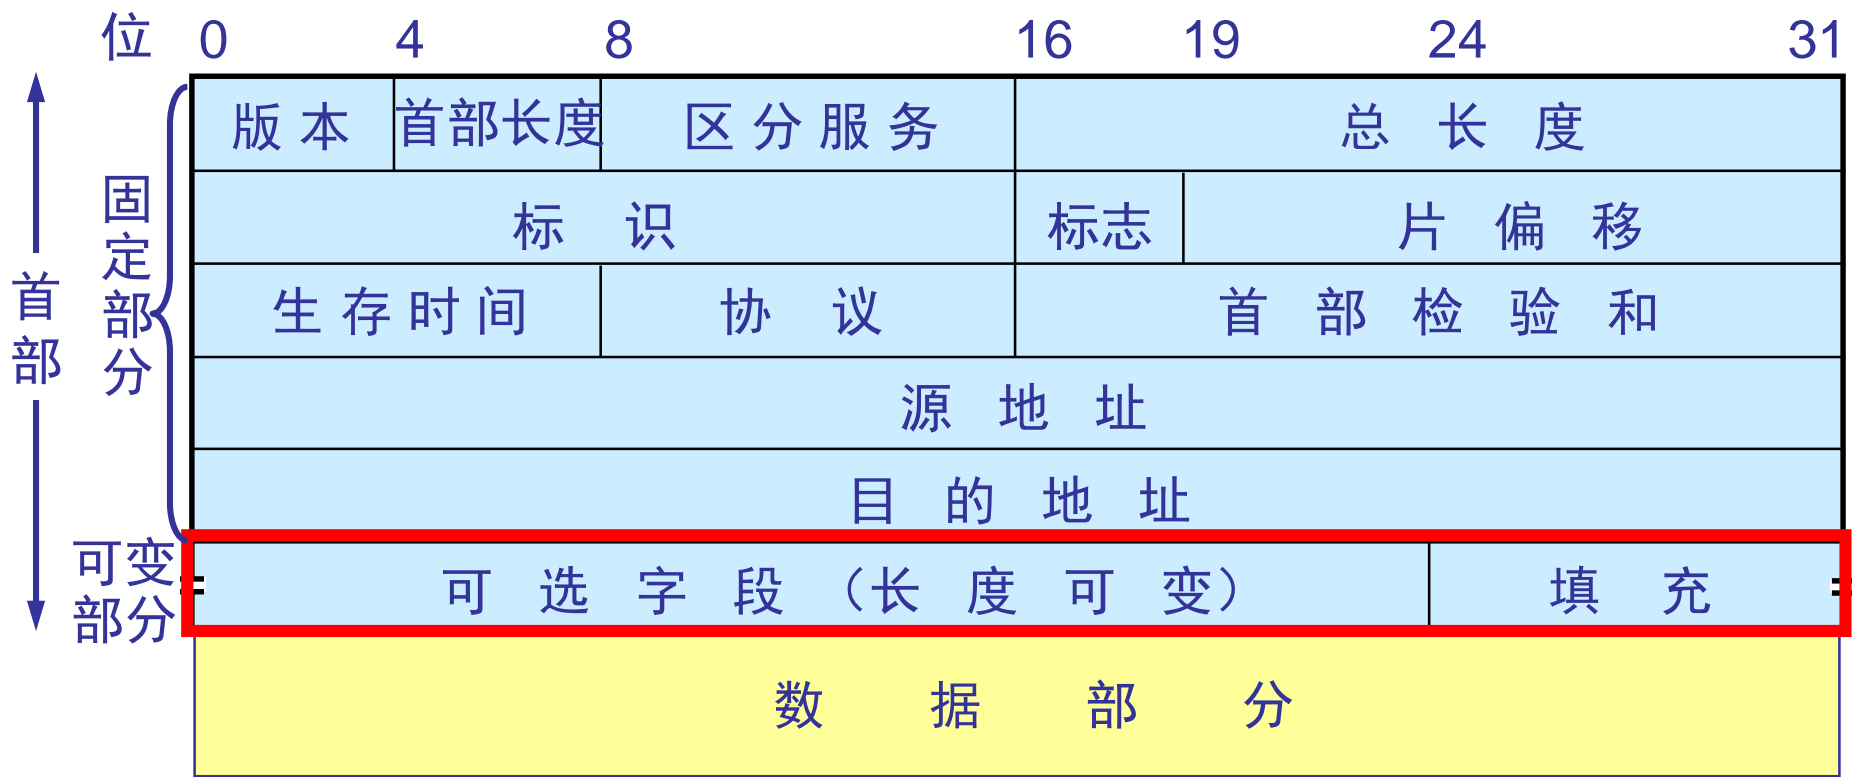 位 0 4 8 16 19 24 31
版本 首部长度 区分服务 总长度
标识 标志 片偏移
生存时间 协议 首部检验和
源地址
目的地址
可选字段（长度可变） 填充
数据部分
首部
固定部分
可变
部分